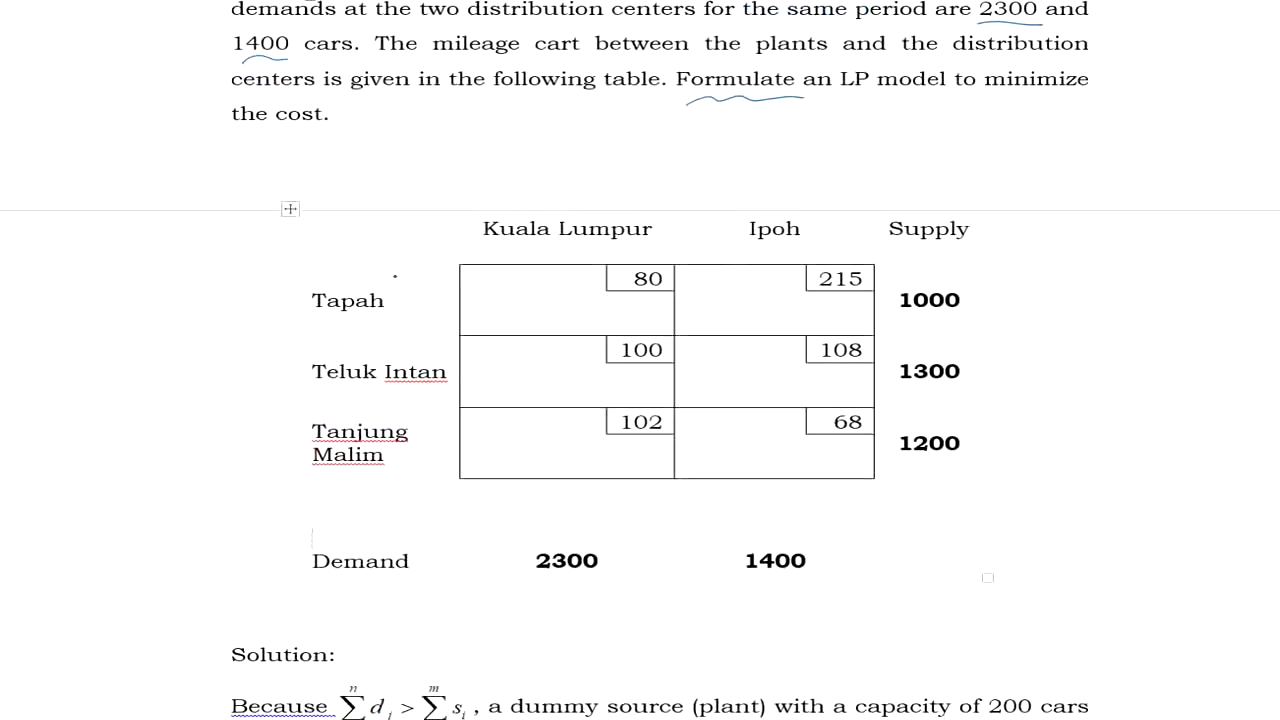 demands at the two distribution centers for the same period are 2300 and
1400 cars. The mileage cart between the plants and the distribution
centers is given in the following table. Formulate an LP model to minimize
the cost.
Kuala Lumpur Ipoh Supply
Tapah 80 215 1000
Teluk Intan 100 108 1300
Tanjung Malim 102 68 1200
Demand 2300 1400
Solution:
Because ∑ⁿ dⱼ > ∑ᵐ sᵢ , a dummy source (plant) with a capacity of 200 cars